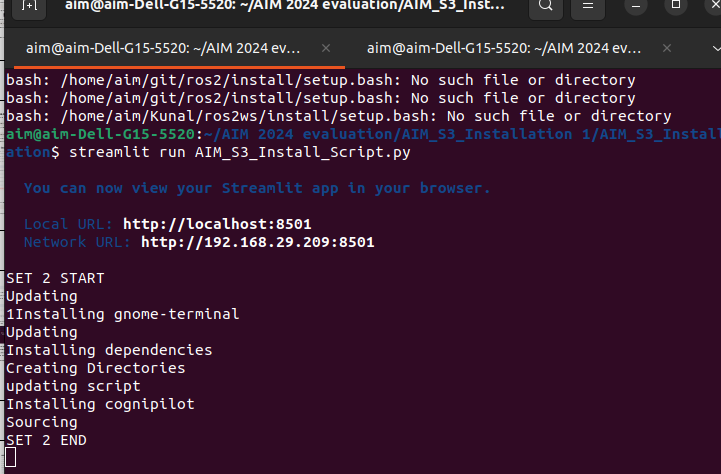 aim@aim-Dell-G15-5520: ~/AIM 2024 evaluation/AIM_S3_Inst...
aim@aim-Dell-G15-5520: ~/AIM 2024 ev... × aim@aim-Dell-G15-5520: ~/AIM 2024 ev... ×
bash: /home/aim/git/ros2/install/setup.bash: No such file or directory
bash: /home/aim/git/ros2/install/setup.bash: No such file or directory
bash: /home/aim/Kunal/ros2ws/install/setup.bash: No such file or directory
aim@aim-Dell-G15-5520:~/AIM 2024 evaluation/AIM_S3_Installation 1/AIM_S3_Install
ation$ streamlit run AIM_S3_Install_Script.py
You can now view your Streamlit app in your browser.
Local URL: http://localhost:8501
Network URL: http://192.168.29.209:8501
SET 2 START
Updating
1Installing gnome-terminal
Updating
Installing dependencies
Creating Directories
updating script
Installing cognipilot
Sourcing
SET 2 END